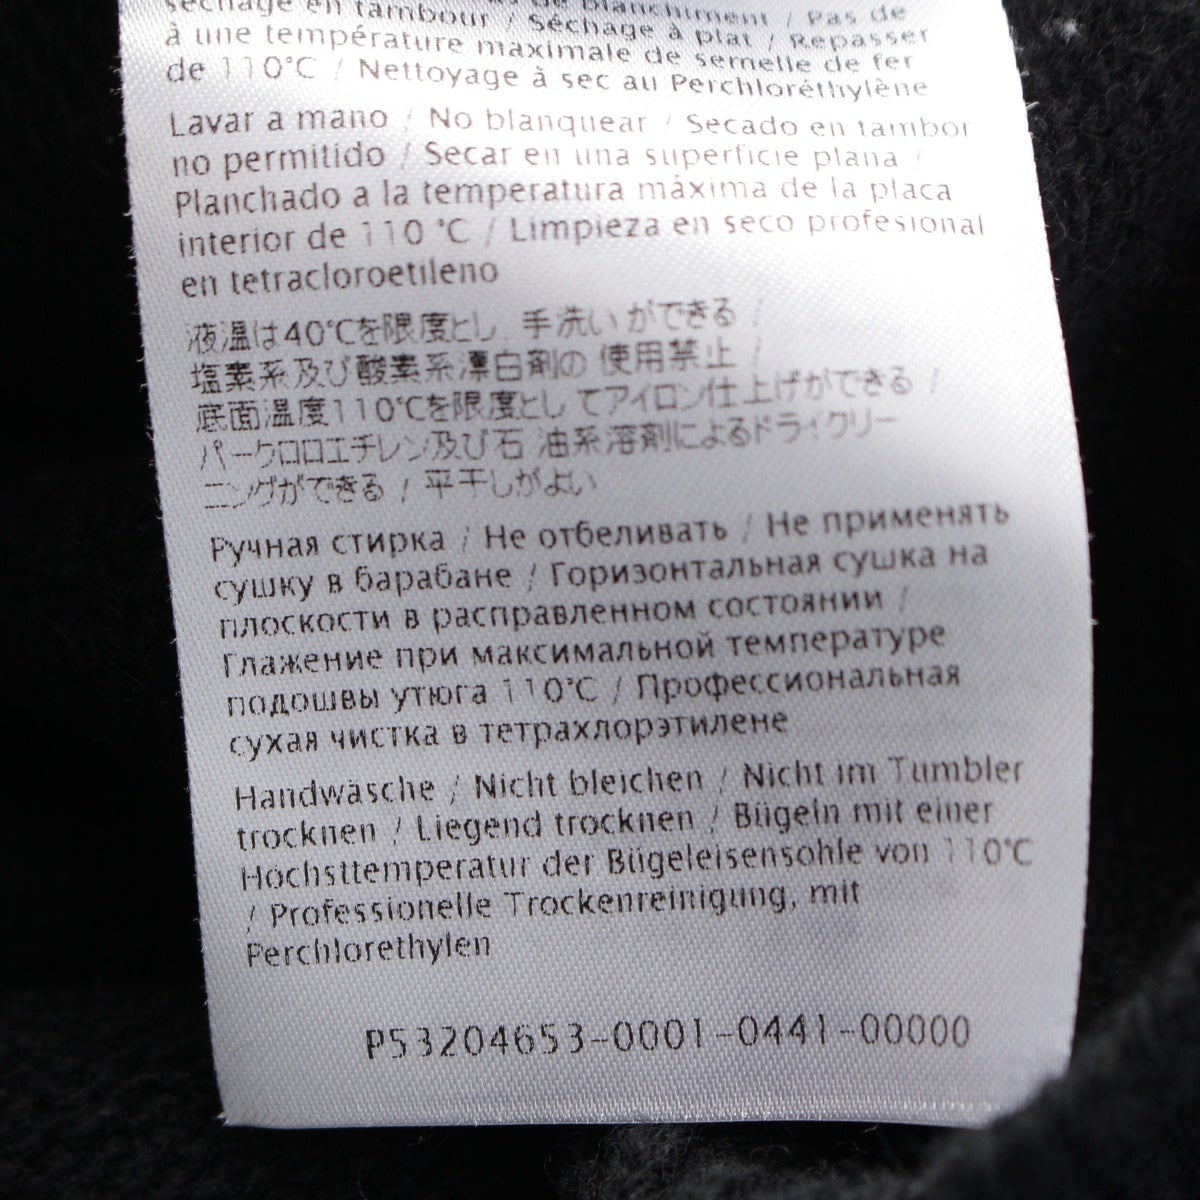 séchage en tambour / Séchage à plat / Repasser
à une température maximale de semelle de fer
de 110°C / Nettoyage à sec au Perchloréthylène
Lavar a mano / No blanquear / Secado en tambor
no permitido / Secar en una superficie plana /
Planchado a la temperatura máxima de la placa
interior de 110 °C / Limpieza en seco profesional
en tetracloroetileno
液温は40℃を限度とし 手洗いができる /
塩素系及び酸素系漂白剤の 使用禁止 /
底面温度110℃を限度とし てアイロン仕上げができる /
パークロロエチレン及び石 油系溶剤によるドライクリー
ニングができる / 平干しがよい
Ручная стирка / Не отбеливать / Не применять
сушку в барабане / Горизонтальная сушка на
плоскости в расправленном состоянии /
Глажение при максимальной температуре
подошвы утюга 110°C / Профессиональная
сухая чистка в тетрахлорэтилене
Handwäsche / Nicht bleichen / Nicht im Tumbler
trocknen / Liegend trocknen / Bügeln mit einer
Höchsttemperatur der Bügeleisensohle von 110°C
/ Professionelle Trockenreinigung, mit
Perchlorethylen
P53204653-0001-0441-00000